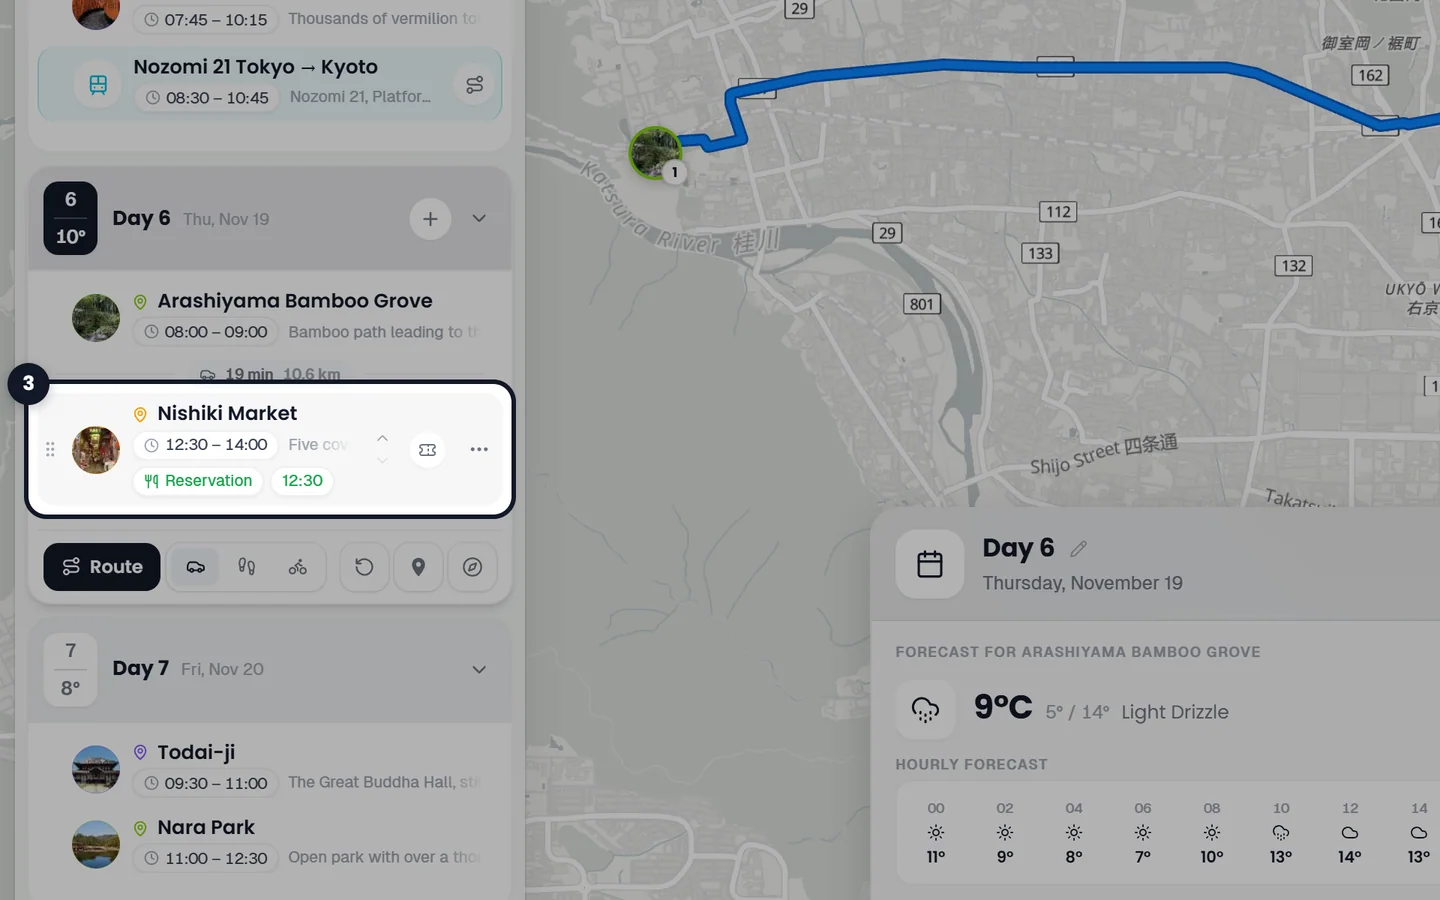 07:45 – 10:15 Thousands of vermilion to
Nozomi 21 Tokyo → Kyoto
08:30 – 10:45 Nozomi 21, Platfor...
6
10°
Day 6 Thu, Nov 19
Arashiyama Bamboo Grove
08:00 – 09:00 Bamboo path leading to t
19 min 10.6 km
3
Nishiki Market
12:30 – 14:00 Five cov
Reservation 12:30
Route
7
8°
Day 7 Fri, Nov 20
Todai-ji
09:30 – 11:00 The Great Buddha Hall, sti
Nara Park
11:00 – 12:30 Open park with over a tho
29
御室岡ノ裾町
162
1
Katsura River 桂川
112
29
133
132
801
UKYŌ
右京
Shijo Street 四条通
Takats
Day 6
Thursday, November 19
FORECAST FOR ARASHIYAMA BAMBOO GROVE
9°C 5° / 14° Light Drizzle
HOURLY FORECAST
00 02 04 06 08 10 12 14
11° 9° 8° 7° 10° 13° 14° 13°